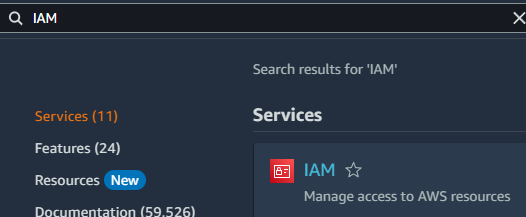 IAM
Search results for 'IAM'
Services (11)
Services
Features (24)
IAM
Resources New
Manage access to AWS resources
Documentation (59,526)